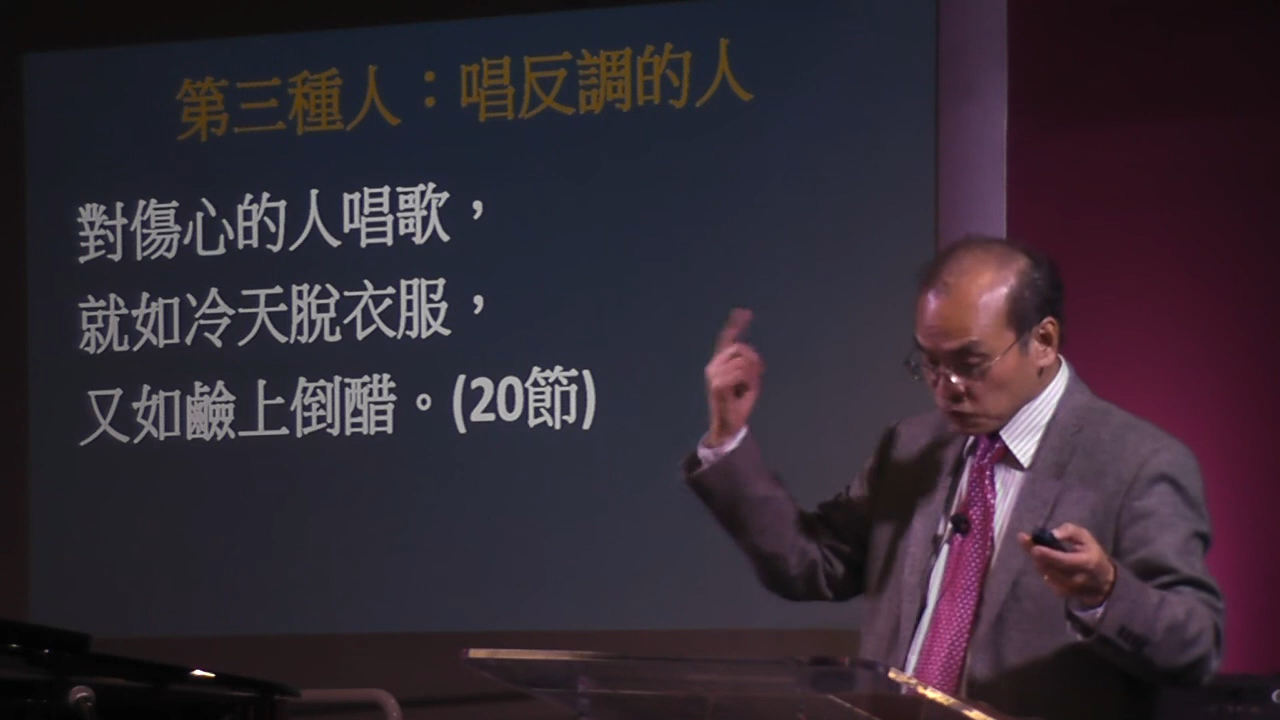 第三種人：唱反調的人
對傷心的人唱歌，
就如冷天脫衣服，
又如鹼上倒醋。(20節)